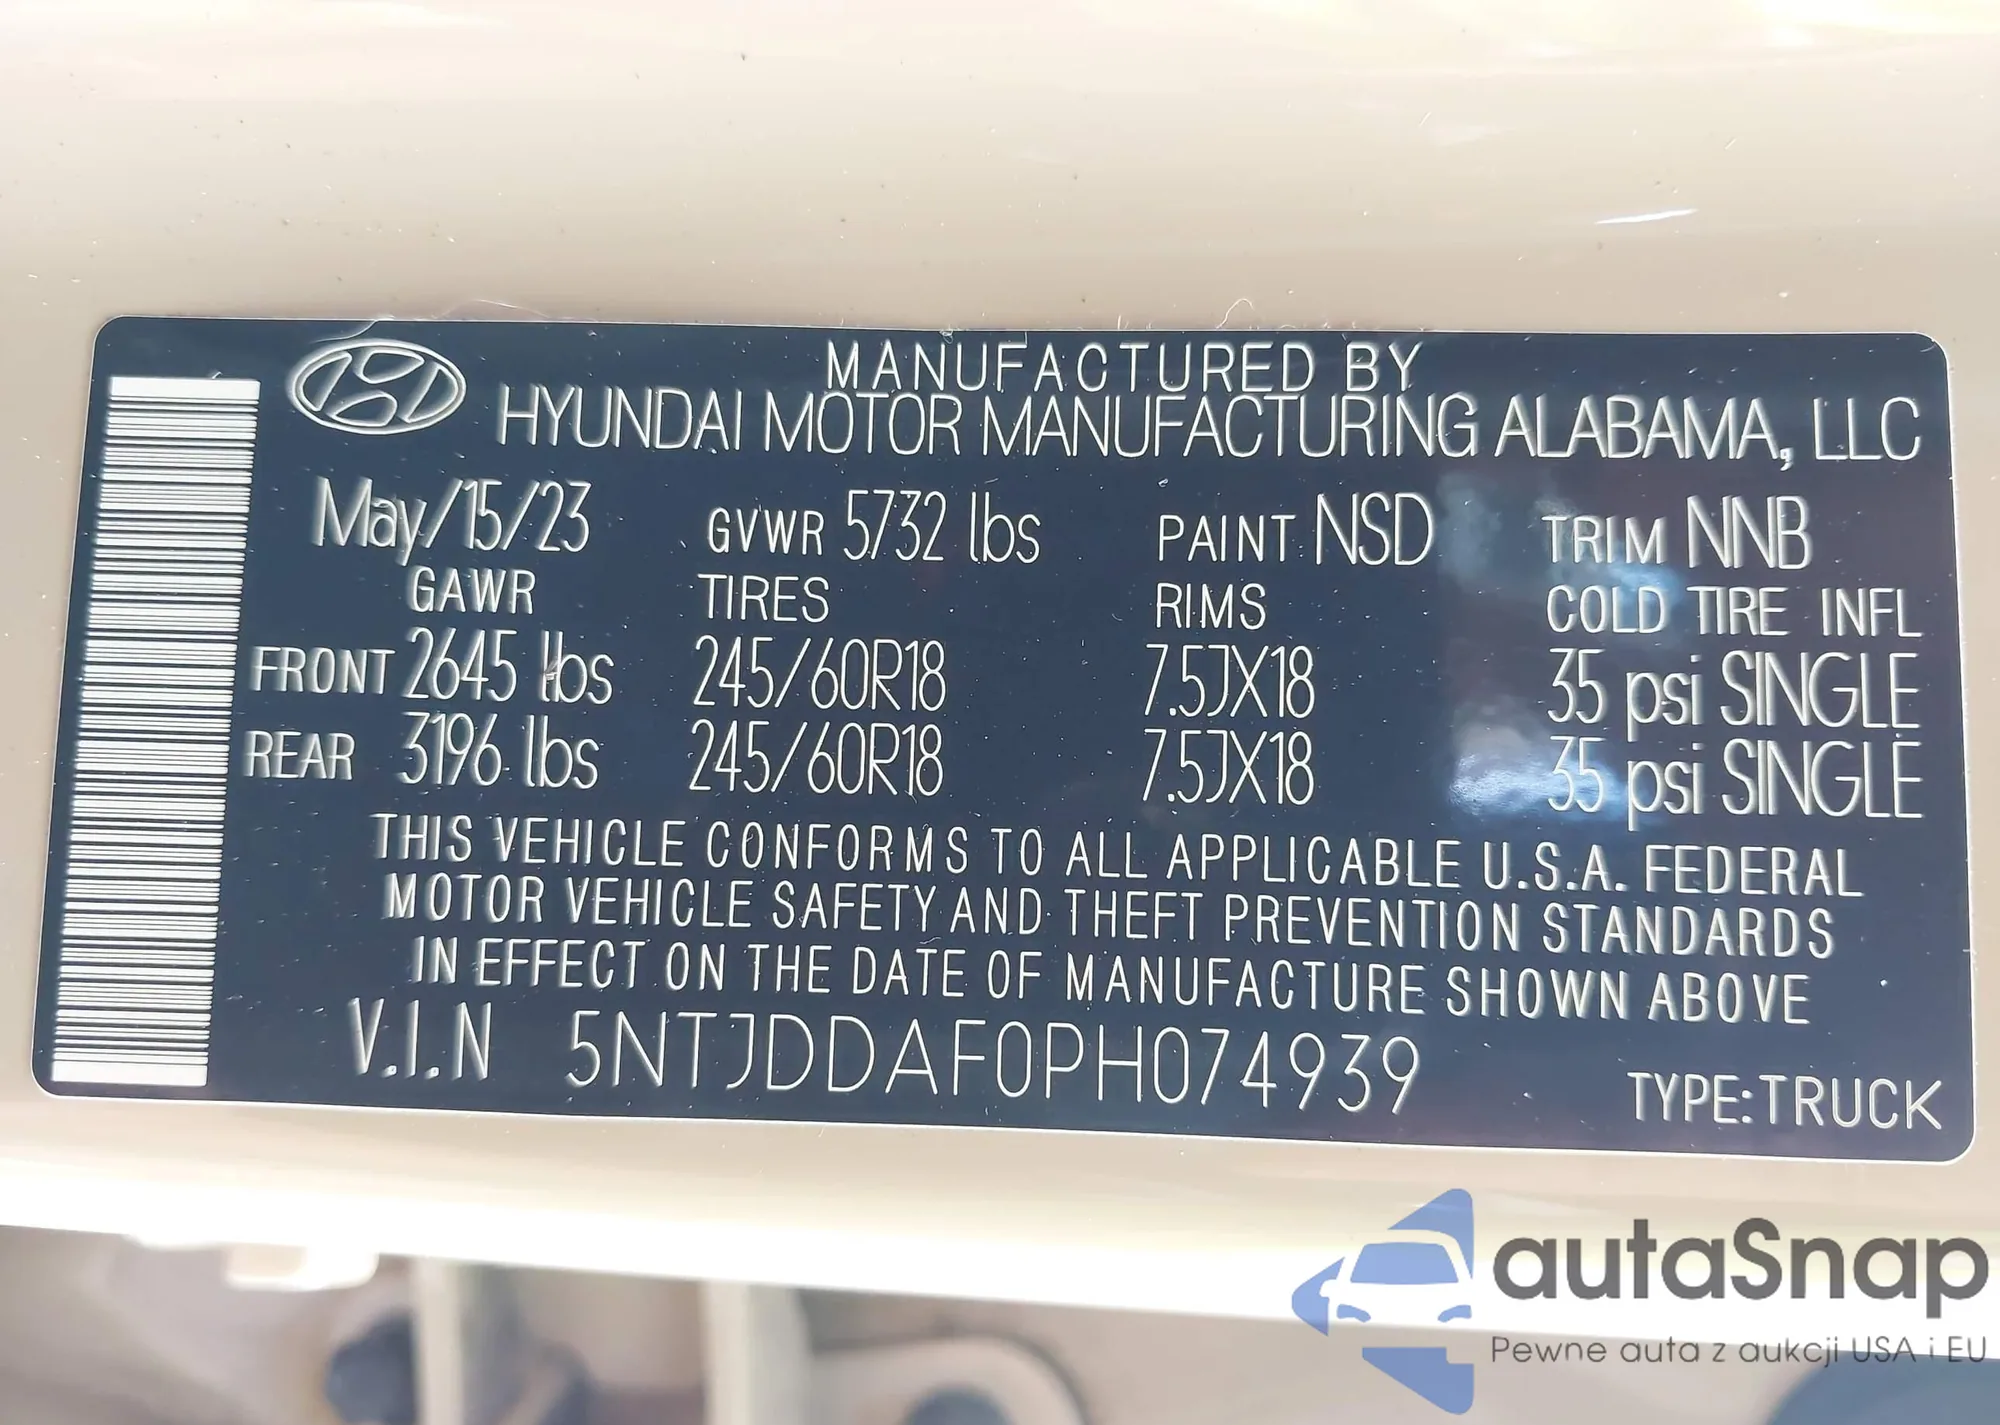 MANUFACTURED BY
HYUNDAI MOTOR MANUFACTURING ALABAMA, LLC
May/15/23 GVWR 5732 lbs PAINT NSD TRIM NNB
GAWR TIRES RIMS COLD TIRE INFL
FRONT 2645 lbs 245/60R18 7.5JX18 35 psi SINGLE
REAR 3196 lbs 245/60R18 7.5JX18 35 psi SINGLE
THIS VEHICLE CONFORMS TO ALL APPLICABLE U.S.A. FEDERAL
MOTOR VEHICLE SAFETY AND THEFT PREVENTION STANDARDS
IN EFFECT ON THE DATE OF MANUFACTURE SHOWN ABOVE
V.I.N 5NTJDDAF0PH074939
TYPE:TRUCK
autaSnap
Pewne auta z aukcji USA i EU